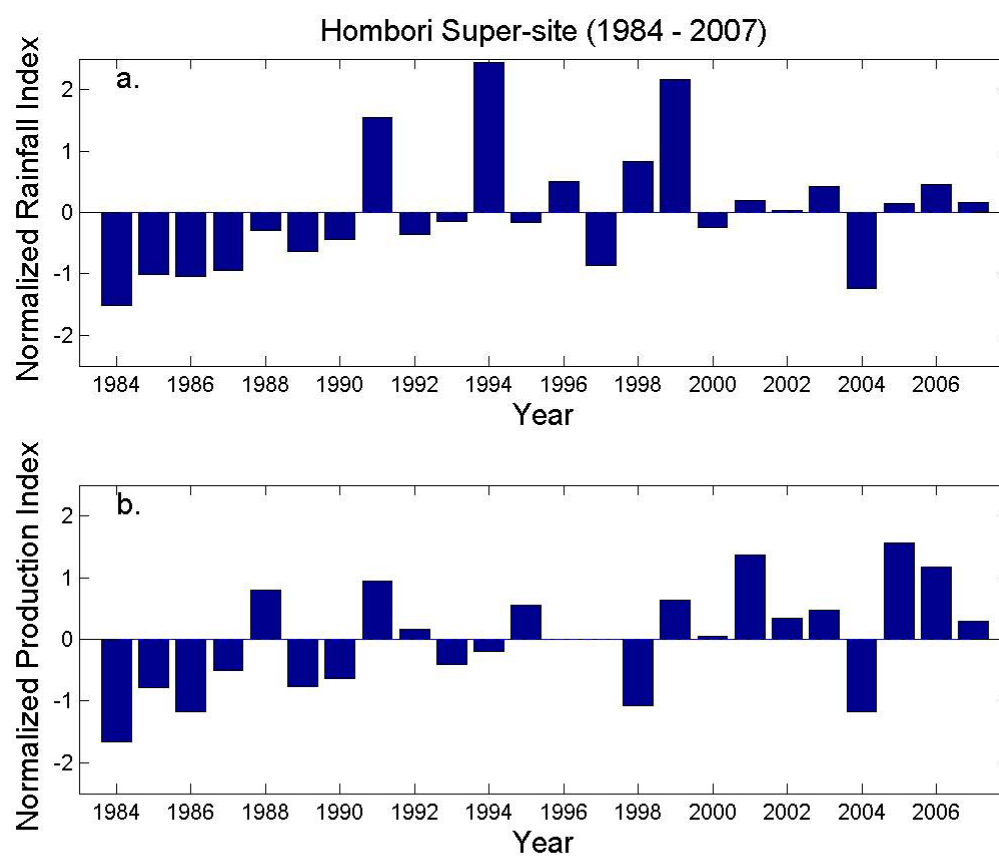 Hombori Super-site (1984 - 2007)
a.
Normalized Rainfall Index
2
1
0
-1
-2
1984 1986 1988 1990 1992 1994 1996 1998 2000 2002 2004 2006
Year
b.
Normalized Production Index
2
1
0
-1
-2
1984 1986 1988 1990 1992 1994 1996 1998 2000 2002 2004 2006
Year